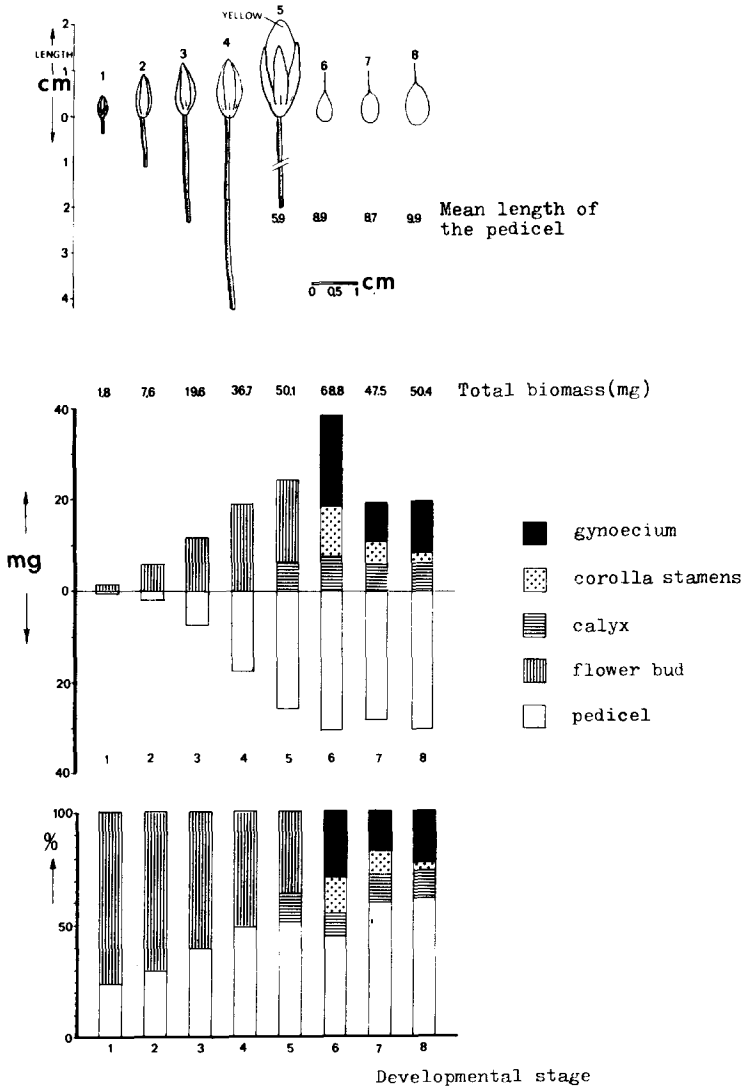 2 YELLOW 5
LENGTH 3 4
1 1 2 6 7 8
cm
0
1
2 5.9 8.9 8.7 9.9 Mean length of
the pedicel
3
0 0.5 1 cm
4
1.8 7.6 19.6 36.7 50.1 68.8 47.5 50.4 Total biomass(mg)
40
20
gynoecium
mg
corolla stamens
0
calyx
flower bud
20
pedicel
1 2 3 4 5 6 7 8
40
100
%
50
0
1 2 3 4 5 6 7 8
Developmental stage